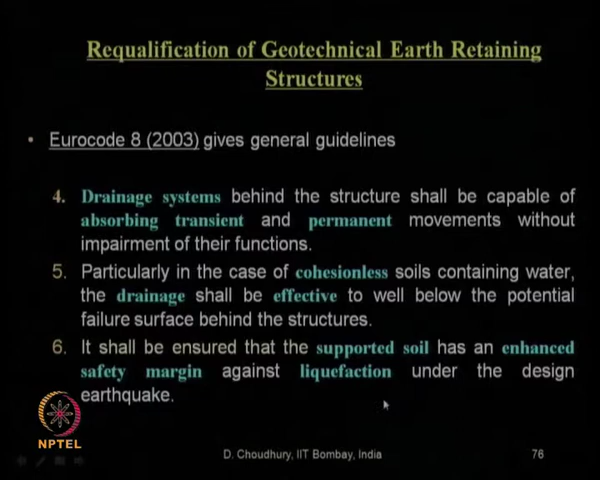 Requalification of Geotechnical Earth Retaining
Structures
• Eurocode 8 (2003) gives general guidelines
4. Drainage systems behind the structure shall be capable of
absorbing transient and permanent movements without
impairment of their functions.
5. Particularly in the case of cohesionless soils containing water,
the drainage shall be effective to well below the potential
failure surface behind the structures.
6. It shall be ensured that the supported soil has an enhanced
safety margin against liquefaction under the design
earthquake.
NPTEL
D. Choudhury, IIT Bombay, India
76